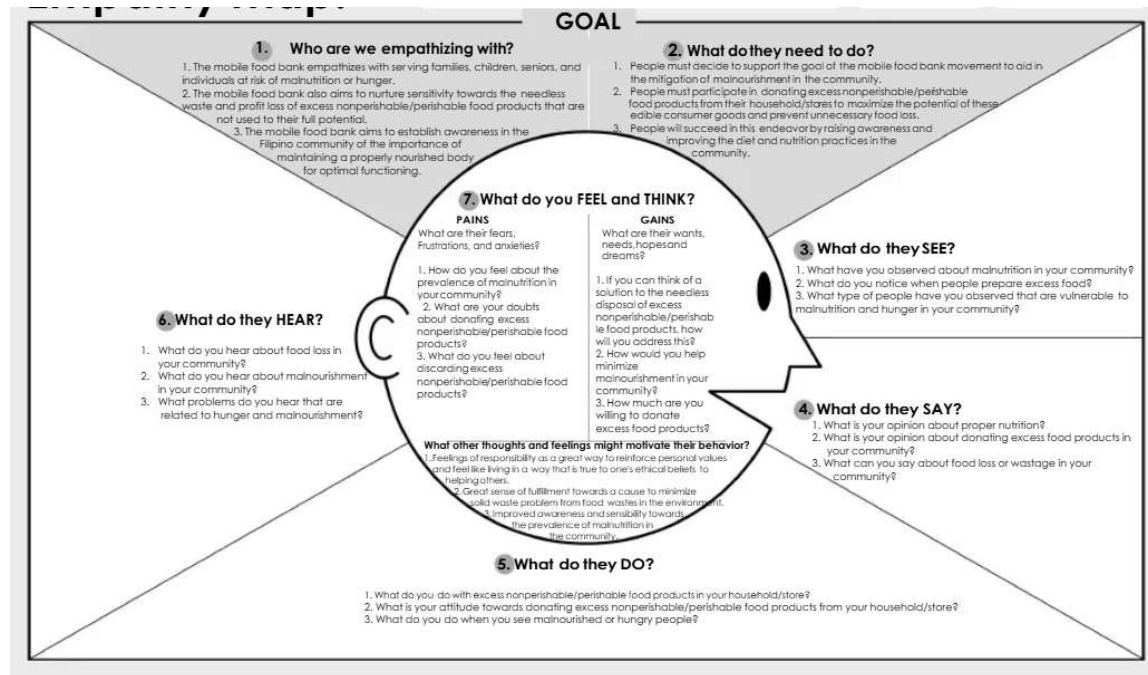 Empathy Map:
GOAL
1. Who are we empathizing with?
1. The mobile food bank empathizes with serving families, children, seniors, and
individuals at risk of malnutrition or hunger.
2. The mobile food bank also aims to nurture sensitivity towards the needless
waste and profit loss of excess nonperishable/perishable food products that are
not used to their full potential.
3. The mobile food bank aims to establish awareness in the
Filipino community of the importance of
maintaining a properly nourished body
for optimal functioning.
2. What do they need to do?
1. People must decide to support the goal of the mobile food bank movement to aid in
the mitigation of malnourishment in the community.
2. People must participate in donating excess nonperishable/perishable
food products from their household/stores to maximize the potential of these
edible consumer goods and prevent unnecessary food loss.
3. People will succeed in this endeavor by raising awareness and
improving the diet and nutrition practices in the
community.
3. What do they SEE?
1. What have you observed about malnutrition in your community?
2. What do you notice when people prepare excess food?
3. What type of people have you observed that are vulnerable to
malnutrition and hunger in your community?
4. What do they SAY?
1. What is your opinion about proper nutrition?
2. What is your opinion about donating excess food products in
your community?
3. What can you say about food loss or wastage in your
community?
5. What do they DO?
1. What do you do with excess nonperishable/perishable food products in your household/store?
2. What is your attitude towards donating excess nonperishable/perishable food products from your household/store?
3. What do you do when you see malnourished or hungry people?
6. What do they HEAR?
1. What do you hear about food loss in
your community?
2. What do you hear about malnourishment
in your community?
3. What problems do you hear that are
related to hunger and malnourishment?
7. What do you FEEL and THINK?
PAINS
What are their fears,
Frustrations, and anxieties?
1. How do you feel about the
prevalence of malnutrition in
your community?
2. What are your doubts
about donating excess
nonperishable/perishable food
products?
3. What do you feel about
discarding excess
nonperishable/perishable food
products?
GAINS
What are their wants,
needs, hopes and
dreams?
1. If you can think of a
solution to the needless
disposal of excess
nonperishable/perishab
le food products, how
will you address this?
2. How would you help
minimize
malnourishment in your
community?
3. How much are you
willing to donate
excess food products?
What other thoughts and feelings might motivate their behavior?
1. Feelings of responsibility as a great way to reinforce personal values
and feel like living in a way that is true to one's ethical beliefs to
helping others.
2. Great sense of fulfillment towards a cause to minimize
solid waste problem from food wastes in the environment.
3. Improved awareness and sensibility towards
the prevalence of malnutrition in
the community.